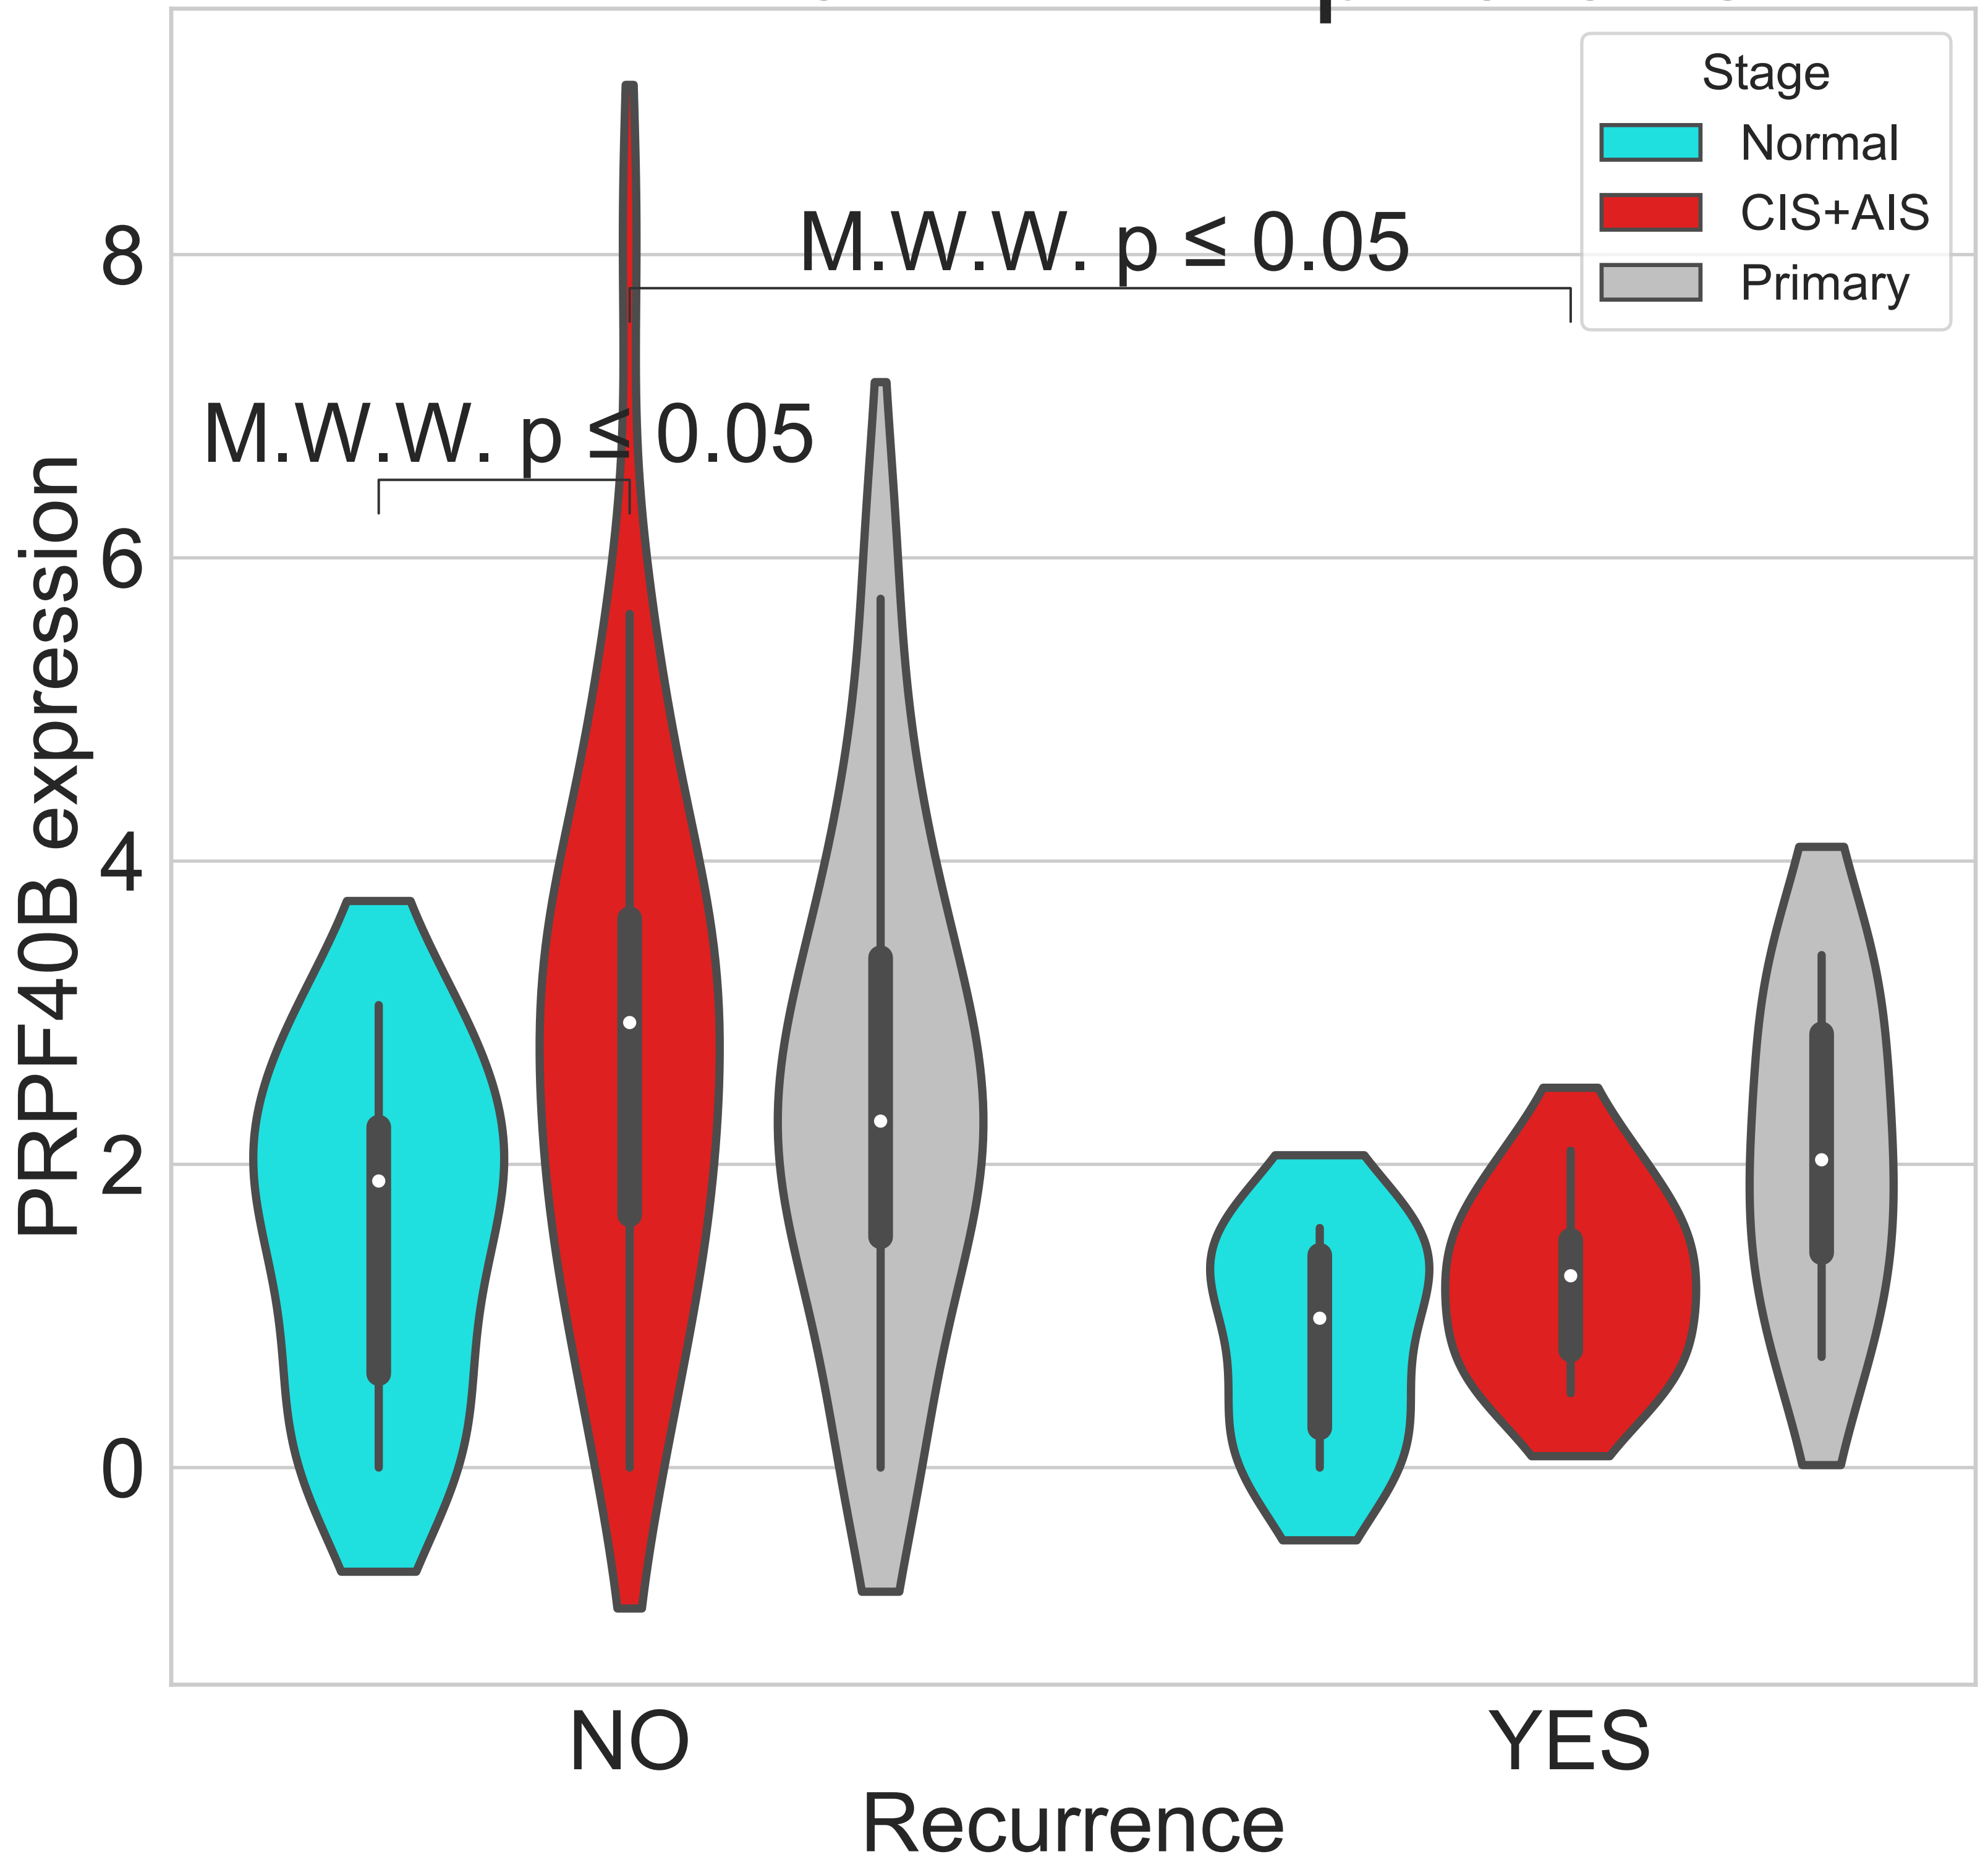 Stage
Normal
CIS+AIS
Primary
M.W.W. p ≤ 0.05
M.W.W. p ≤ 0.05
8
6
4
2
0
PRPF40B expression
NO
YES
Recurrence